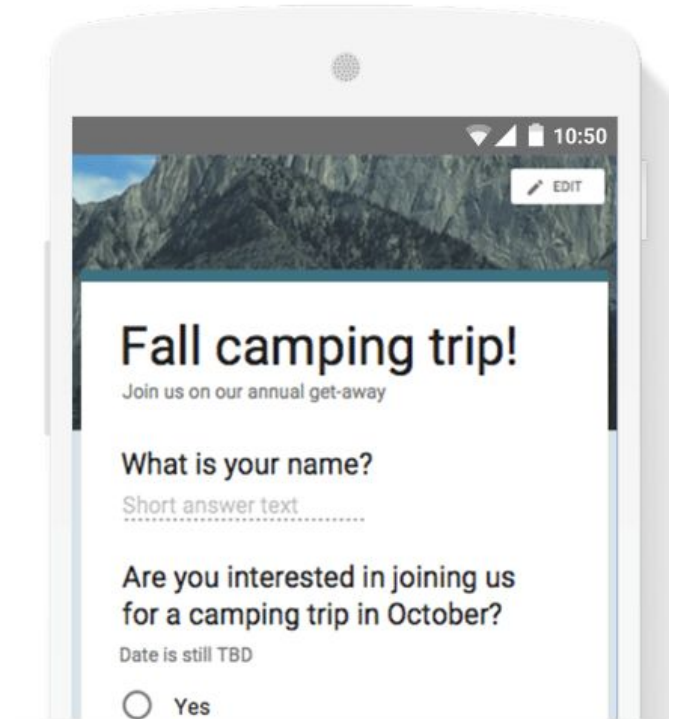 10:50
EDIT
Fall camping trip!
Join us on our annual get-away
What is your name?
Short answer text
Are you interested in joining us
for a camping trip in October?
Date is still TBD
Yes